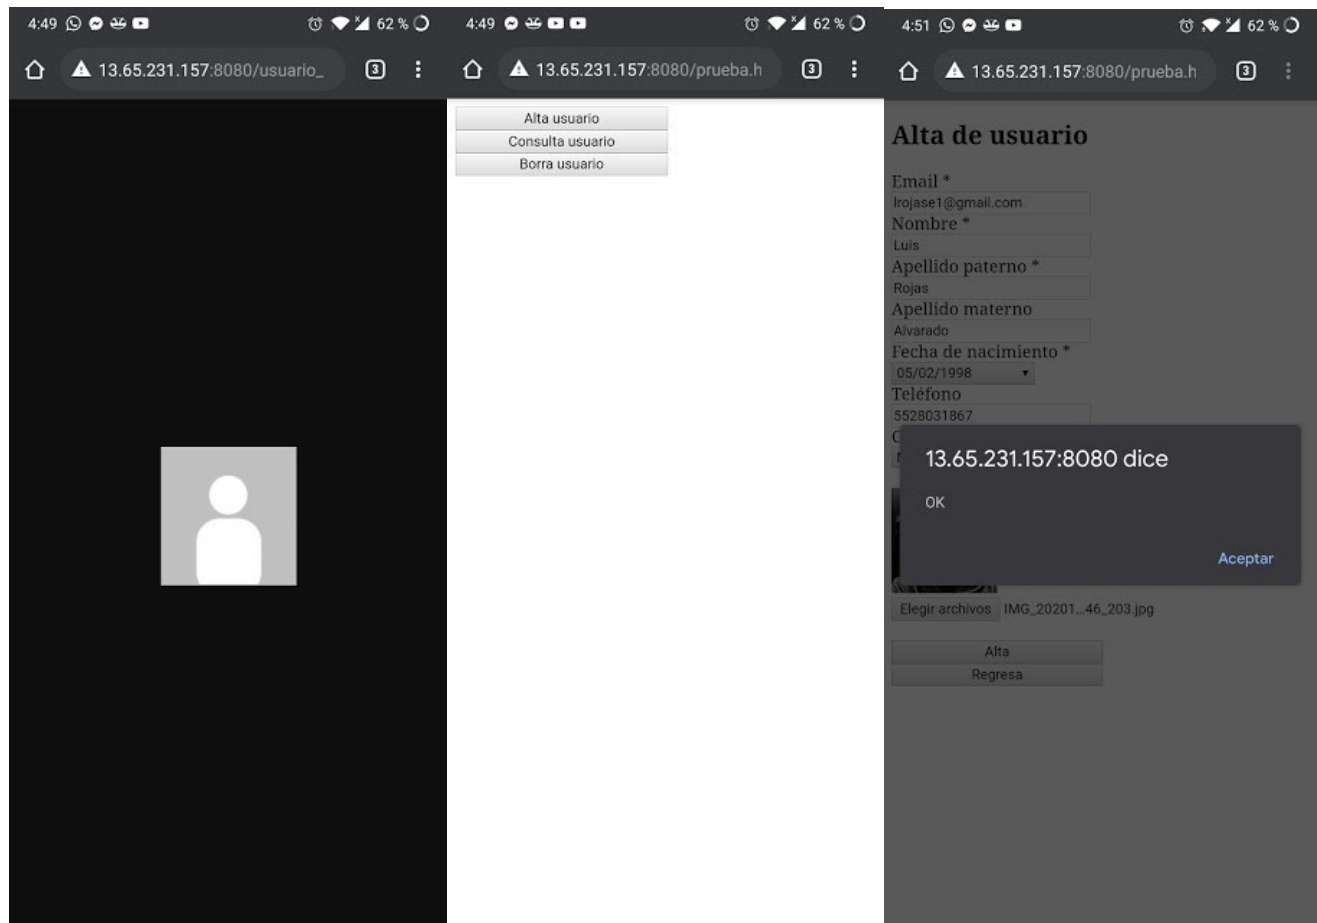 4:49
62 %
13.65.231.157:8080/usuario_
3
4:49
62 %
13.65.231.157:8080/prueba.h
3
Alta usuario
Consulta usuario
Borra usuario
4:51
62 %
13.65.231.157:8080/prueba.h
3
Alta de usuario
Email *
lrojase1@gmail.com
Nombre *
Luis
Apellido paterno *
Rojas
Apellido materno
Alvarado
Fecha de nacimiento *
05/02/1998
Teléfono
5528031867
13.65.231.157:8080 dice
OK
Aceptar
Elegir archivos IMG_20201...46_203.jpg
Alta
Regresa